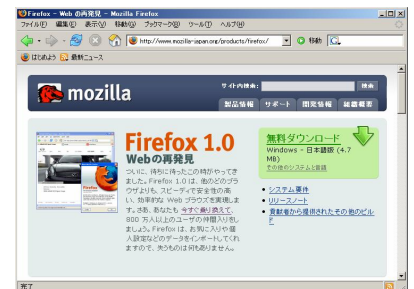 Firefox - Web の再発見 - Mozilla Firefox
ファイル(F) 編集(E) 表示(V) 移動(G) ブックマーク(B) ツール(T) ヘルプ(H)
http://www.mozilla-japan.org/products/firefox/ 移動
はじめよう 最新ニュース
サイト内検索: 検索
mozilla
製品情報 サポート 開発情報 組織概要
Firefox 1.0
Webの再発見
ついに、待ちに待ったこの時がやってき
ました。Firefox 1.0 は、他のどのブラ
ウザよりも、スピーディで安全性の高
い、効率的な Web ブラウズを実現しま
す。さあ、あなたも 今すぐ乗り換えて、
800 万人以上のユーザの仲間入りをし
ましょう。Firefox は、お気に入りや個
人設定などのデータをインポートしてくれ
ますので、失うものは何もありません。
無料ダウンロード
Windows - 日本語版 (4.7
MB)
その他のシステムと言語
システム要件
リリースノート
貢献者から提供されたその他のビル
ド
完了